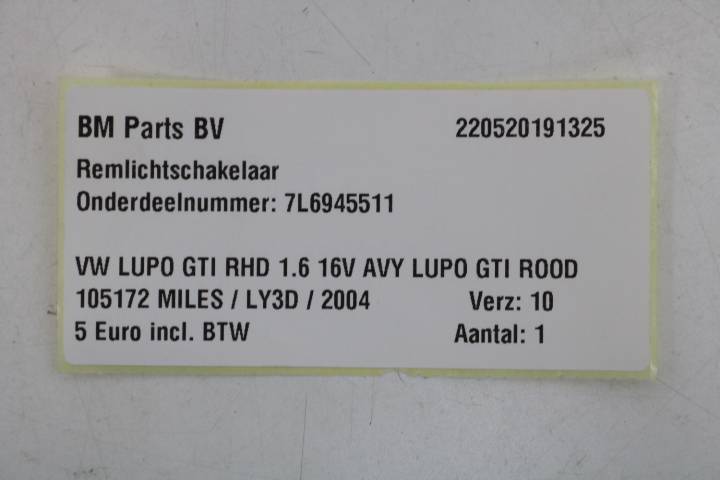 BM Parts BV 220520191325
Remlichtschakelaar
Onderdeelnummer: 7L6945511
VW LUPO GTI RHD 1.6 16V AVY LUPO GTI ROOD
105172 MILES / LY3D / 2004 Verz: 10
5 Euro incl. BTW Aantal: 1